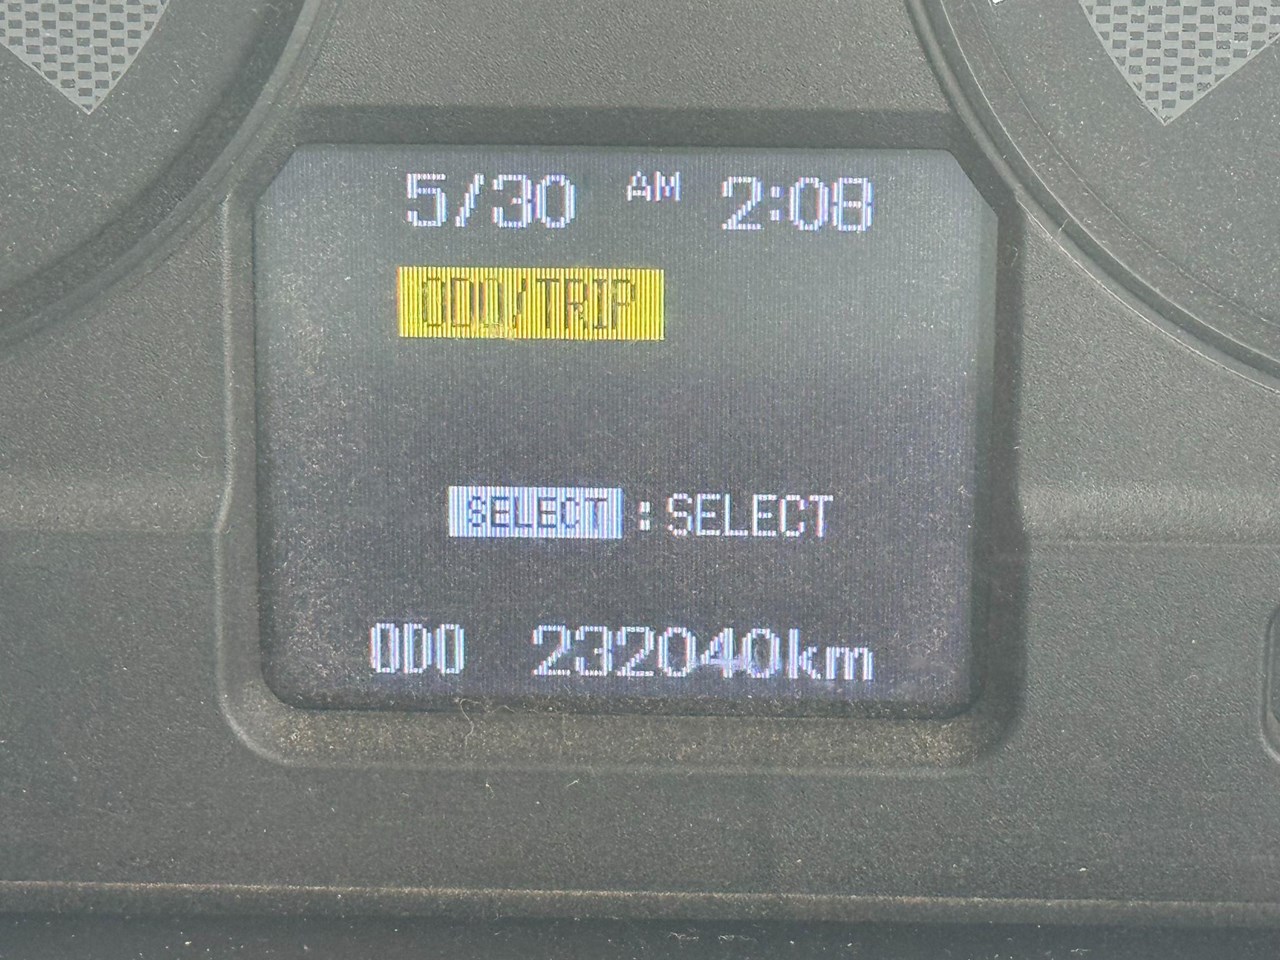 5/30 AM 2:08
ODO/TRIP
SELECT : SELECT
ODO 232040km